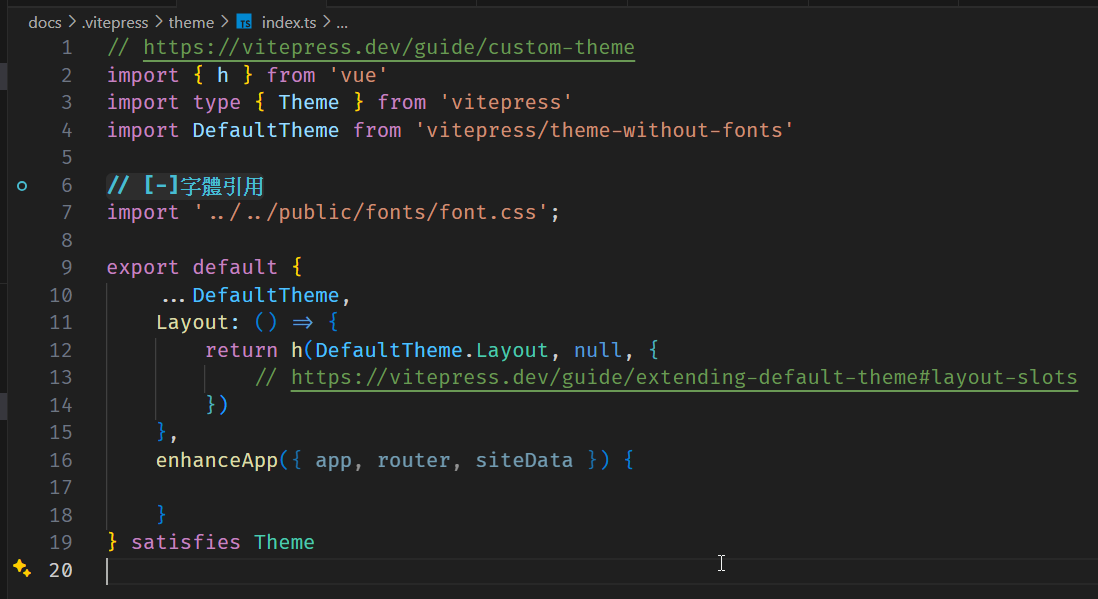 docs > .vitepress > theme > TS index.ts > ...
1 // https://vitepress.dev/guide/custom-theme
2 import { h } from 'vue'
3 import type { Theme } from 'vitepress'
4 import DefaultTheme from 'vitepress/theme-without-fonts'
5
6 // [-]字體引用
7 import '../../public/fonts/font.css';
8
9 export default {
10 ...DefaultTheme,
11 Layout: () => {
12 return h(DefaultTheme.Layout, null, {
13 // https://vitepress.dev/guide/extending-default-theme#layout-slots
14 })
15 },
16 enhanceApp({ app, router, siteData }) {
17
18 }
19 } satisfies Theme
20